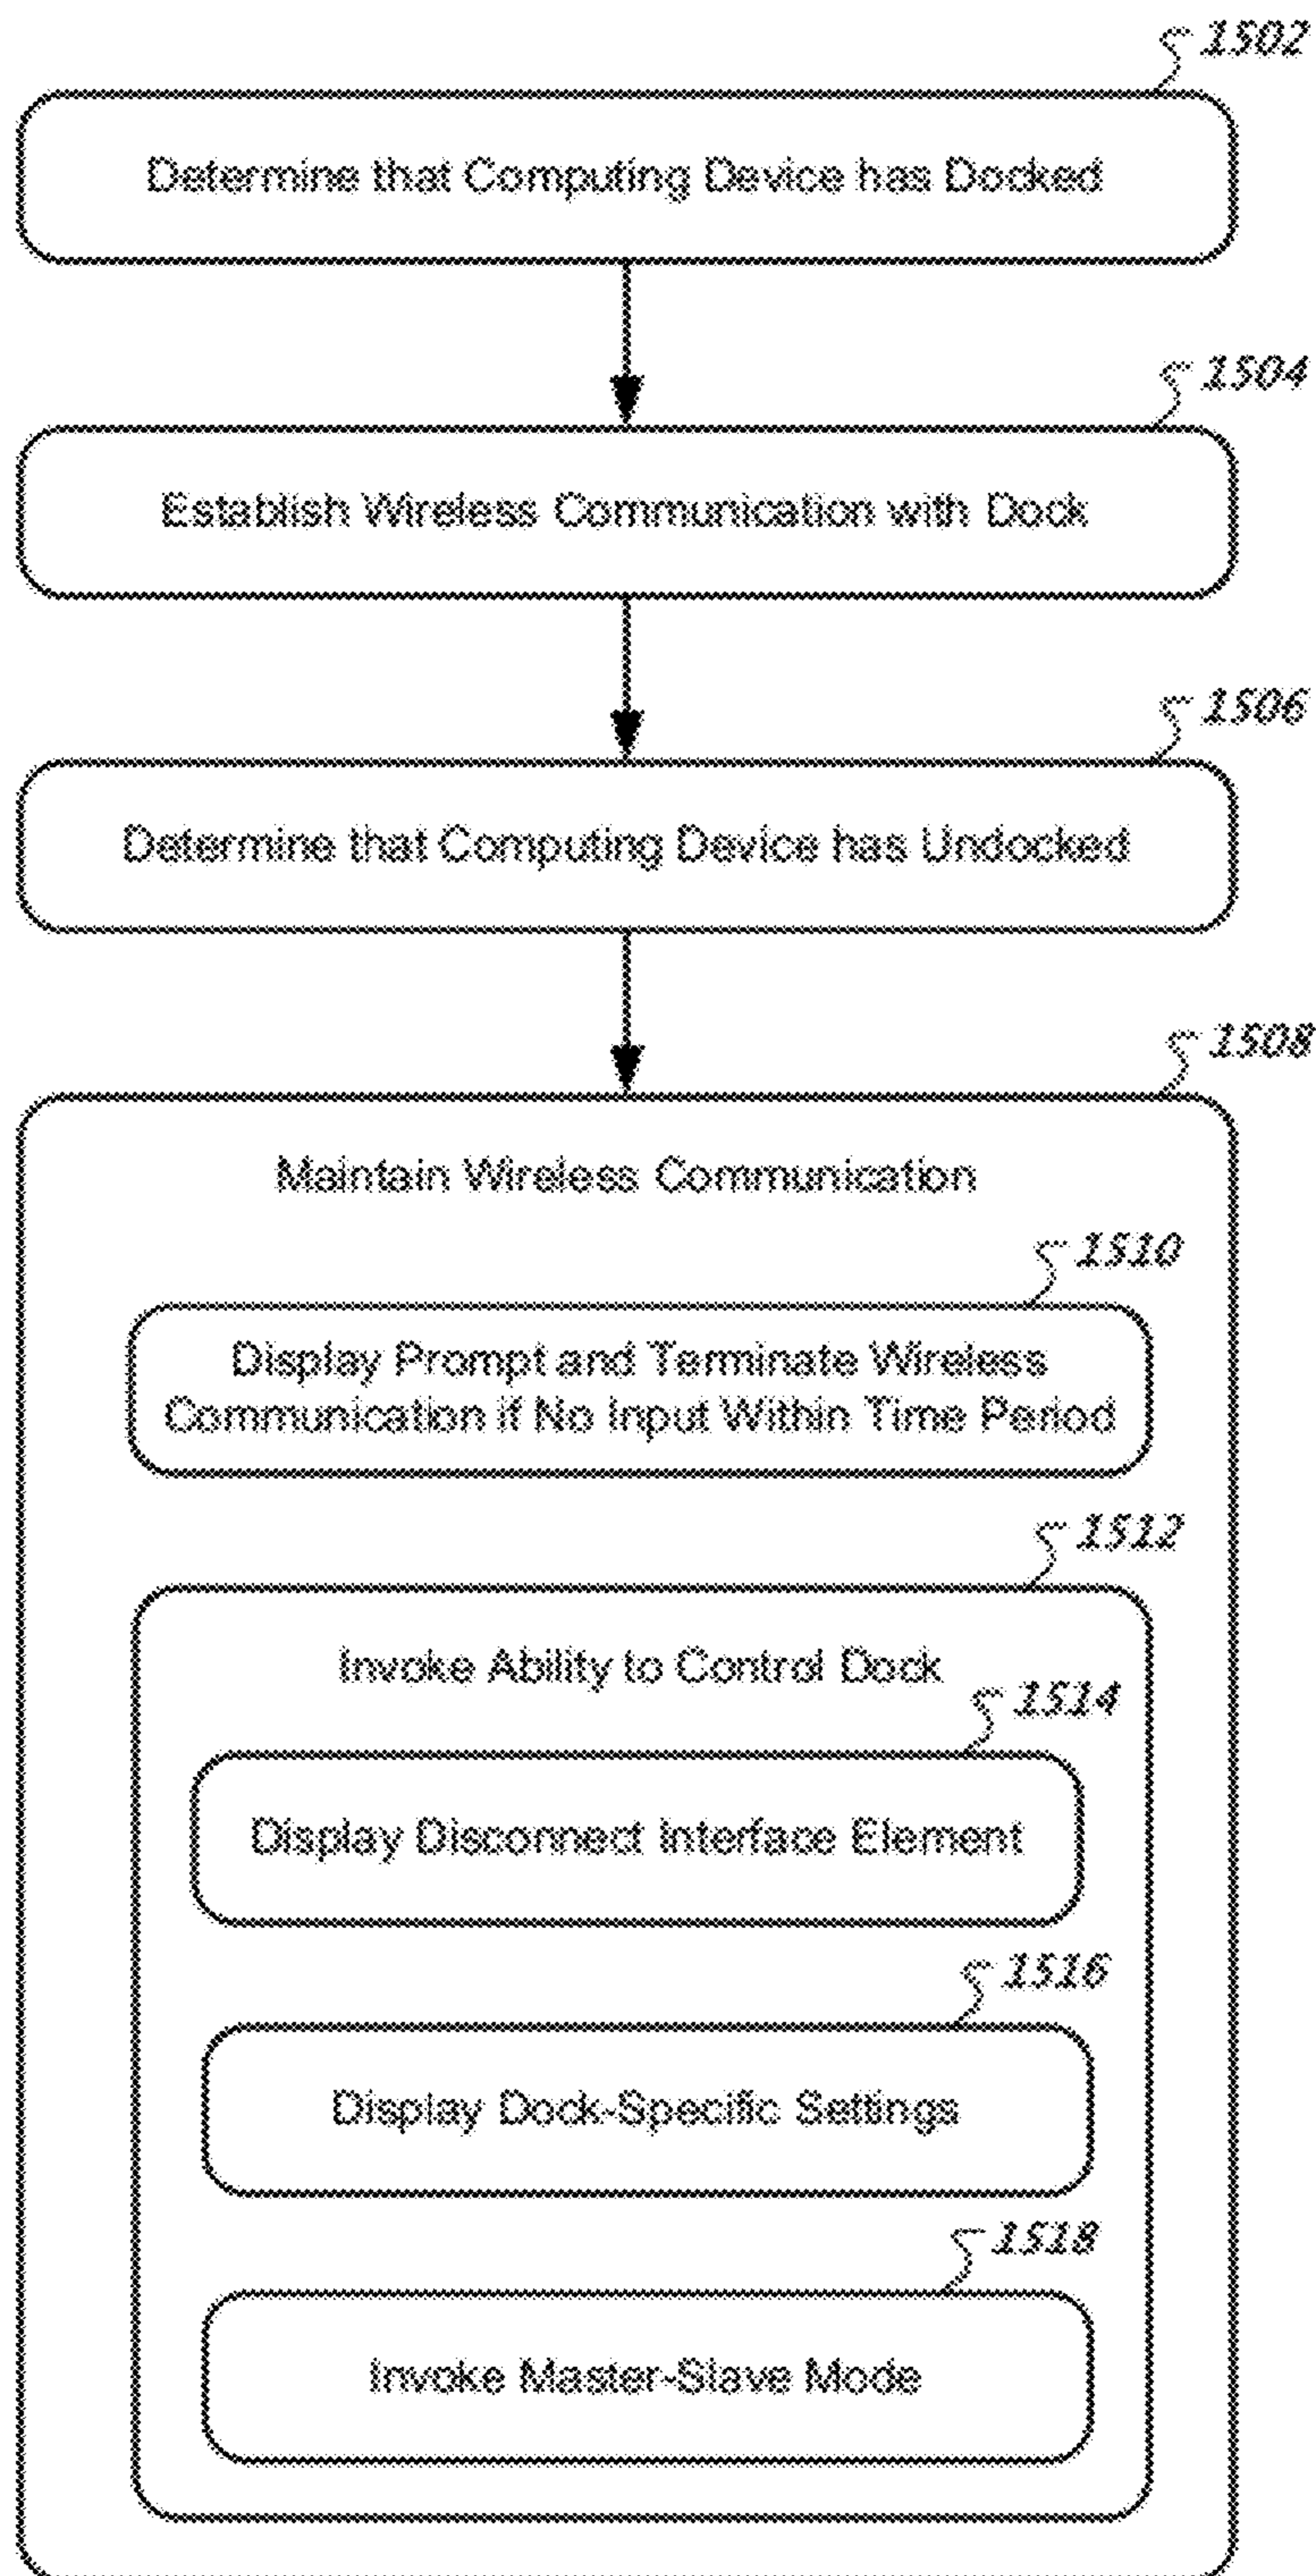 1502
Determine that Computing Device has Docked
1504
Establish Wireless Communication with Dock
1506
Determine that Computing Device has Undocked
1508
Maintain Wireless Communication
1510
Display Prompt and Terminate Wireless
Communication if No Input Within Time Period
1512
Invoke Ability to Control Dock
1514
Display Disconnect Interface Element
1516
Display Dock-Specific Settings
1518
Invoke Master-Slave Mode